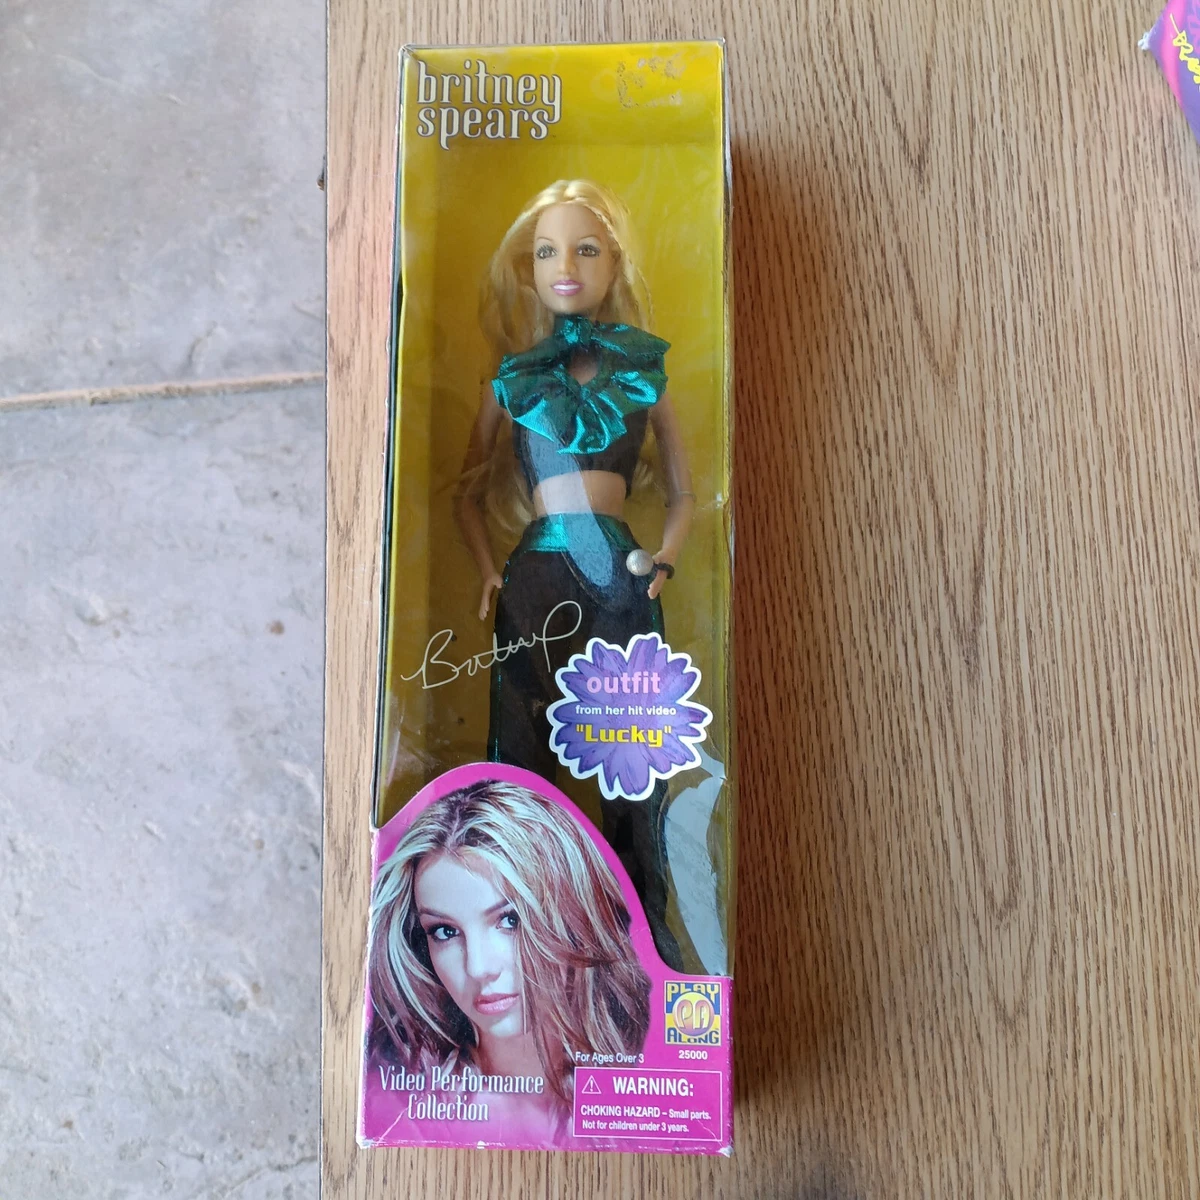 britney
spears
Britney
outfit
from her hit video
"Lucky"
PLAY
PA
ALONG
25000
For Ages Over 3
Video Performance
Collection
WARNING:
CHOKING HAZARD – Small parts.
Not for children under 3 years.